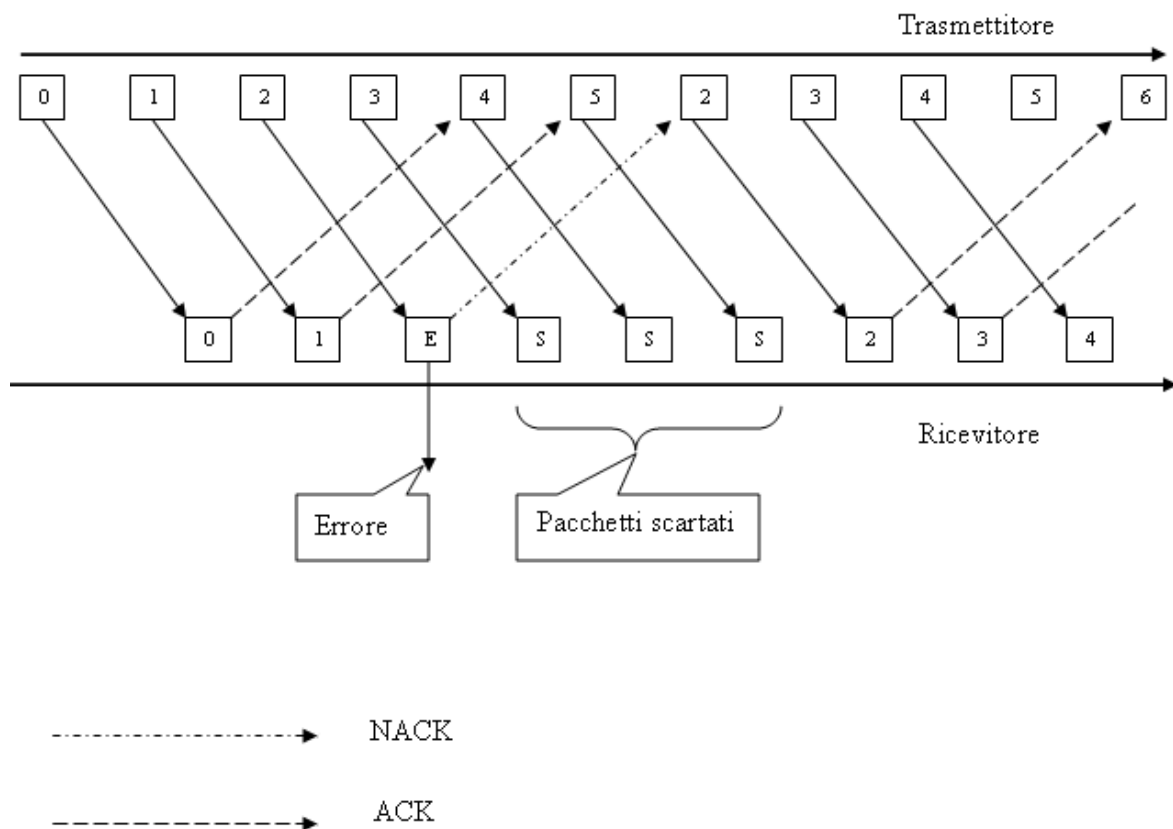 Trasmettitore
0 1 2 3 4 5 2 3 4 5 6
0 1 E S S S 2 3 4
Ricevitore
Errore
Pacchetti scartati
NACK
ACK